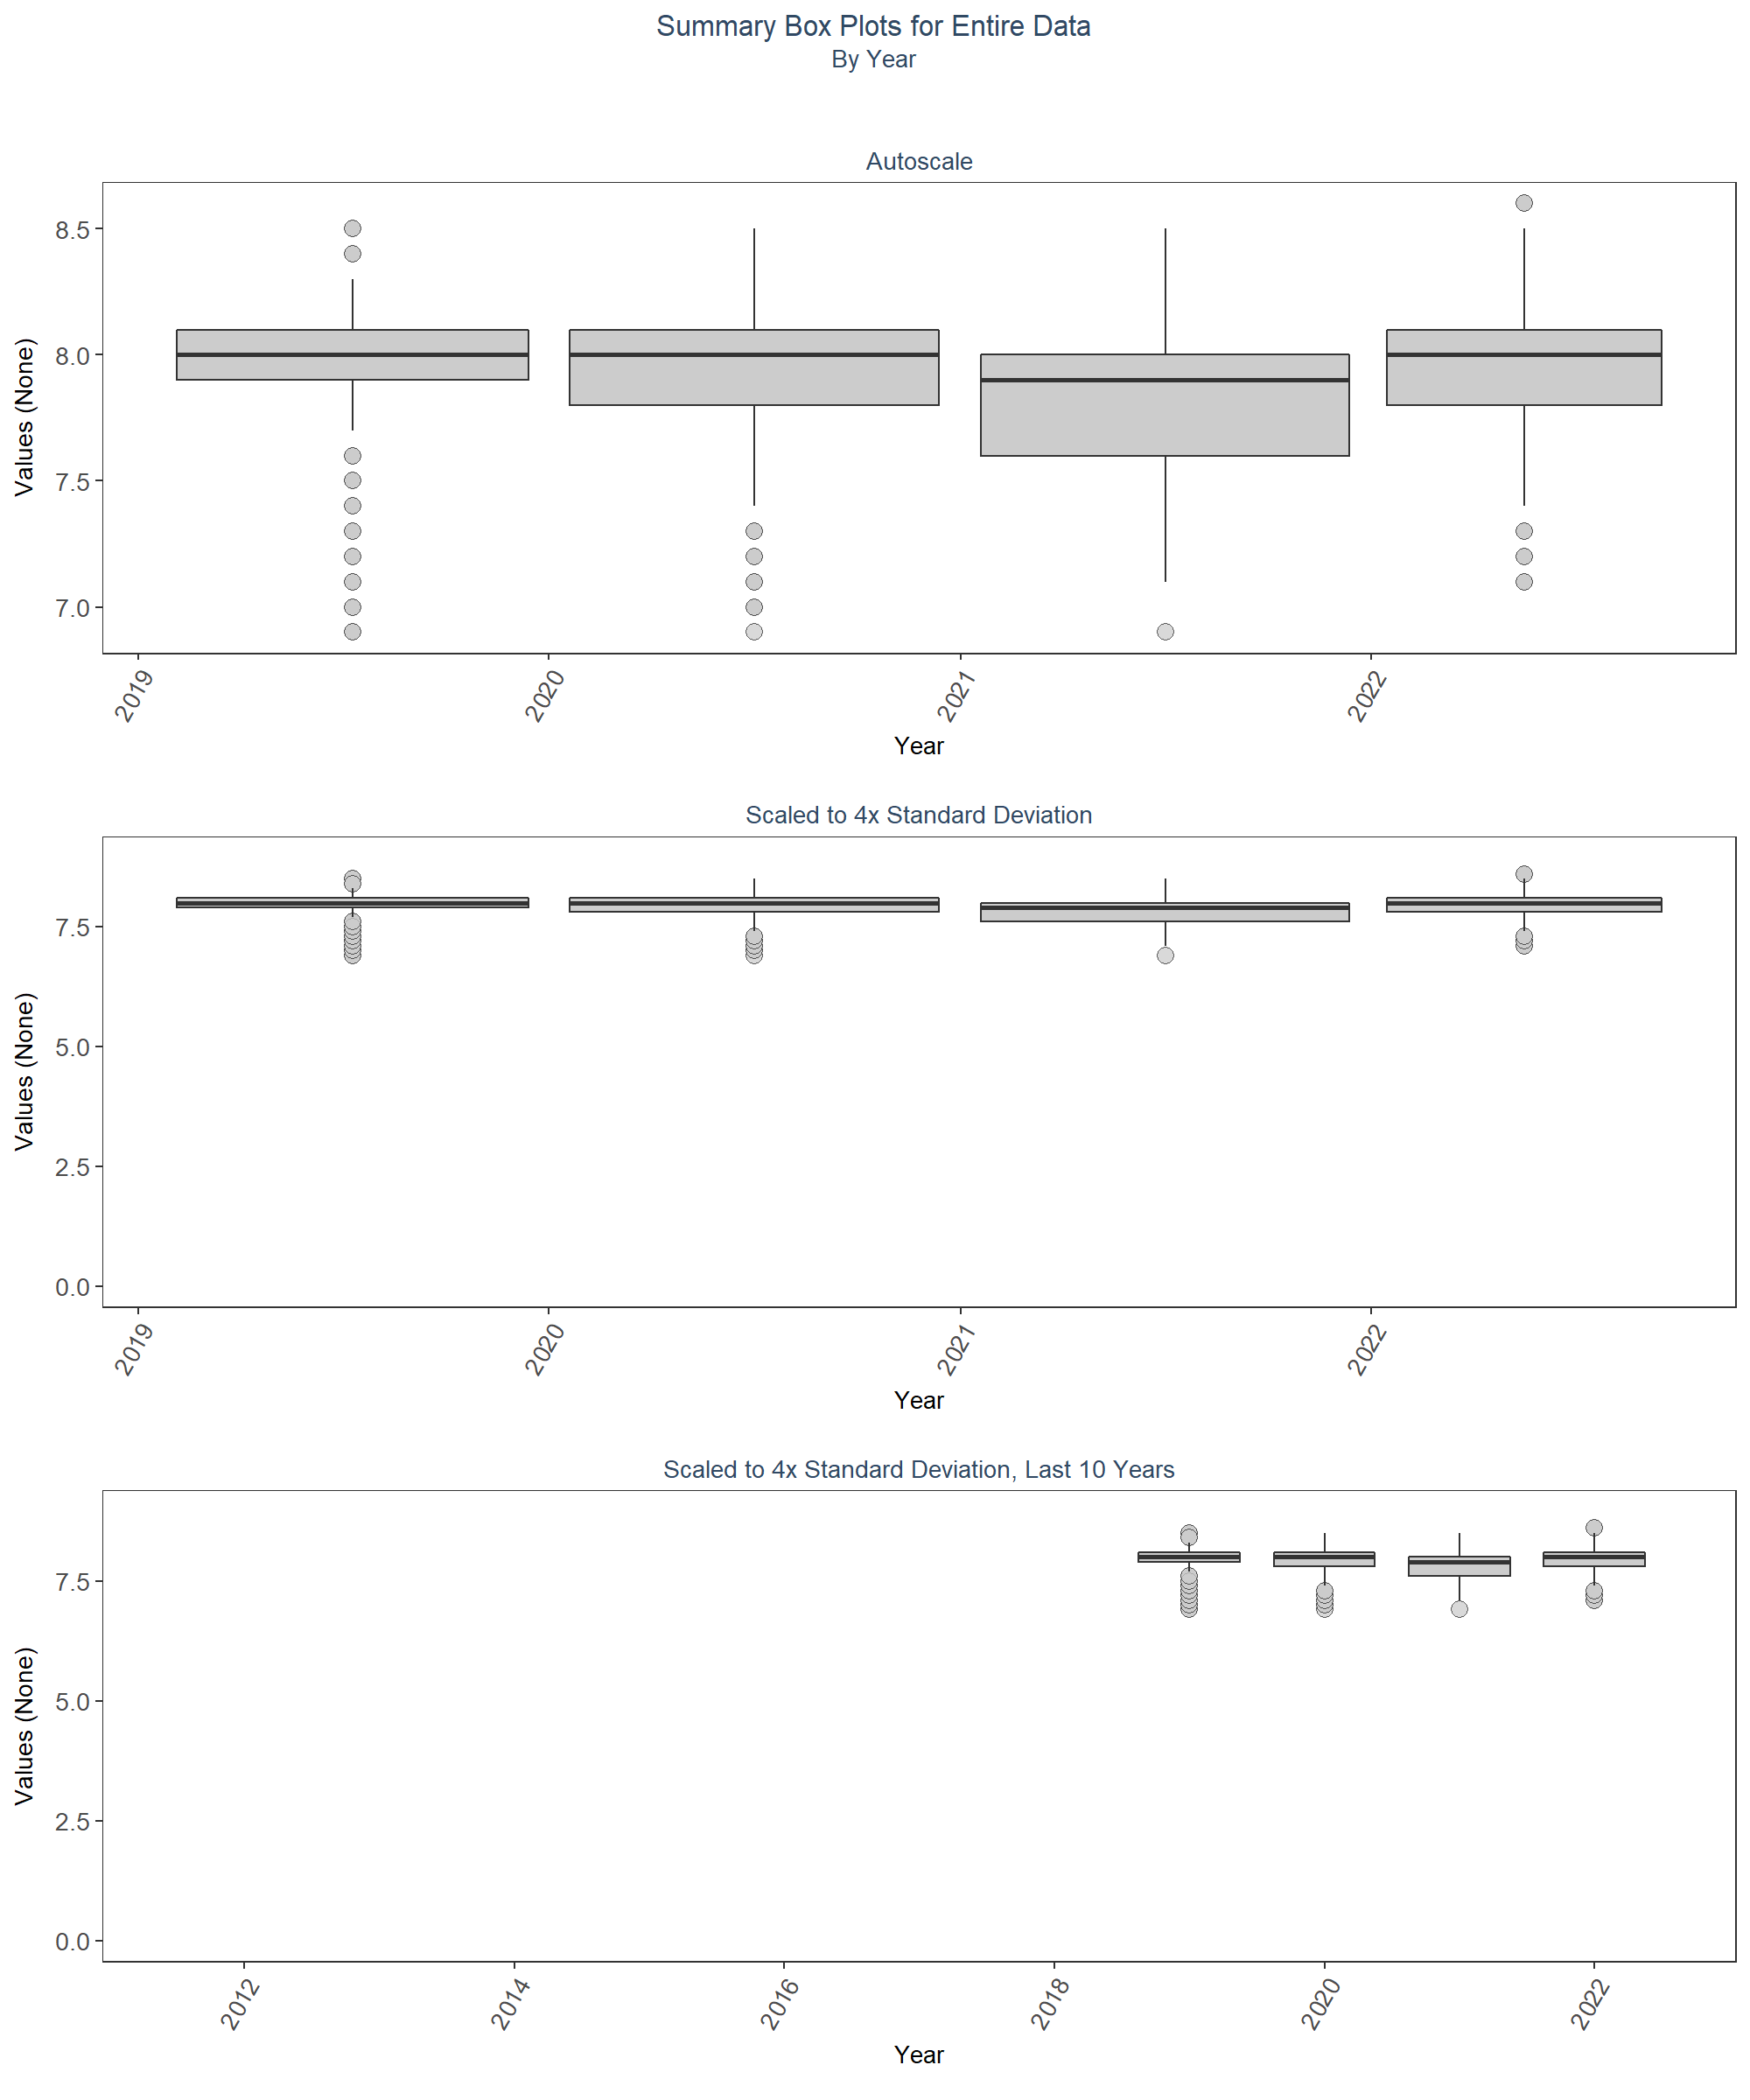 Summary Box Plots for Entire Data
By Year
Autoscale
Values (None)
8.5
8.0
7.5
7.0
2019
2020
2021
2022
Year
Scaled to 4x Standard Deviation
Values (None)
7.5
5.0
2.5
0.0
2019
2020
2021
2022
Year
Scaled to 4x Standard Deviation, Last 10 Years
Values (None)
7.5
5.0
2.5
0.0
2012
2014
2016
2018
2020
2022
Year